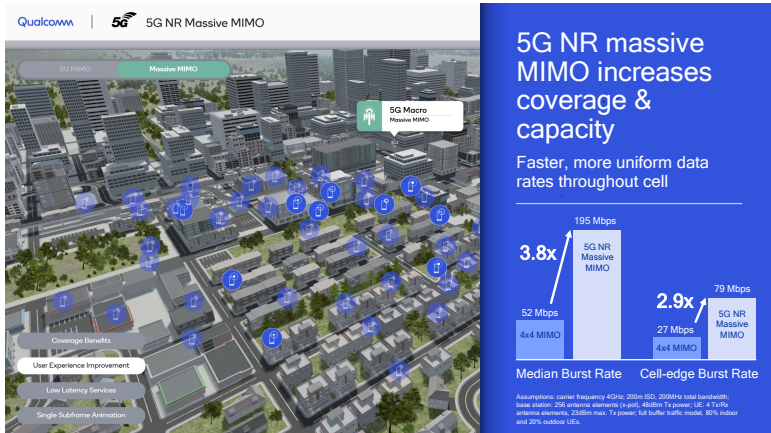 Qualcomm
5G
5G NR Massive MIMO
SU MIMO
Massive MIMO
5G Macro
Massive MIMO
Coverage Benefits
User Experience Improvement
Low Latency Services
Single Subframe Animation
5G NR massive
MIMO increases
coverage &
capacity
Faster, more uniform data
rates throughout cell
195 Mbps
3.8x
5G NR
Massive
MIMO
52 Mbps
4x4 MIMO
Median Burst Rate
79 Mbps
2.9x
5G NR
Massive
MIMO
27 Mbps
4x4 MIMO
Cell-edge Burst Rate
Assumptions: carrier frequency 4GHz; 200m ISD, 200MHz total bandwidth;
base station: 256 antenna elements (x-pol), 48dBm Tx power; UE: 4 Tx/Rx
antenna elements, 23dBm max. Tx power; full buffer traffic model, 80% indoor
and 20% outdoor UEs.